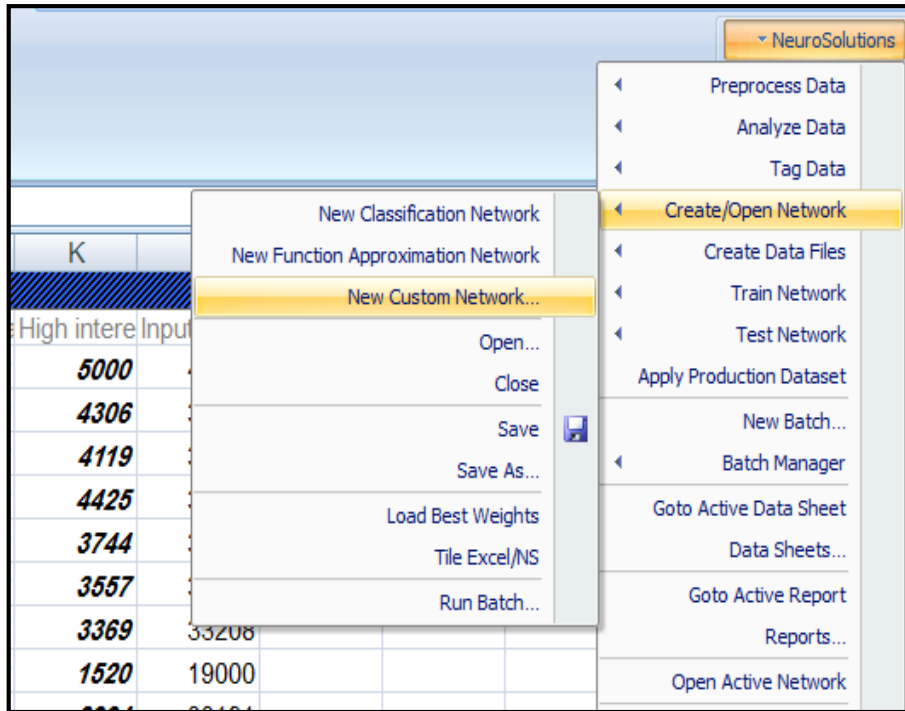 NeuroSolutions
Preprocess Data
Analyze Data
Tag Data
Create/Open Network
Create Data Files
Train Network
Test Network
Apply Production Dataset
New Batch...
Batch Manager
Goto Active Data Sheet
Data Sheets...
Goto Active Report
Reports...
Open Active Network
New Classification Network
New Function Approximation Network
New Custom Network...
Open...
Close
Save
Save As...
Load Best Weights
Tile Excel/NS
Run Batch...
K
High intere Input
5000
4306
4119
4425
3744
3557
3369 33208
1520 19000